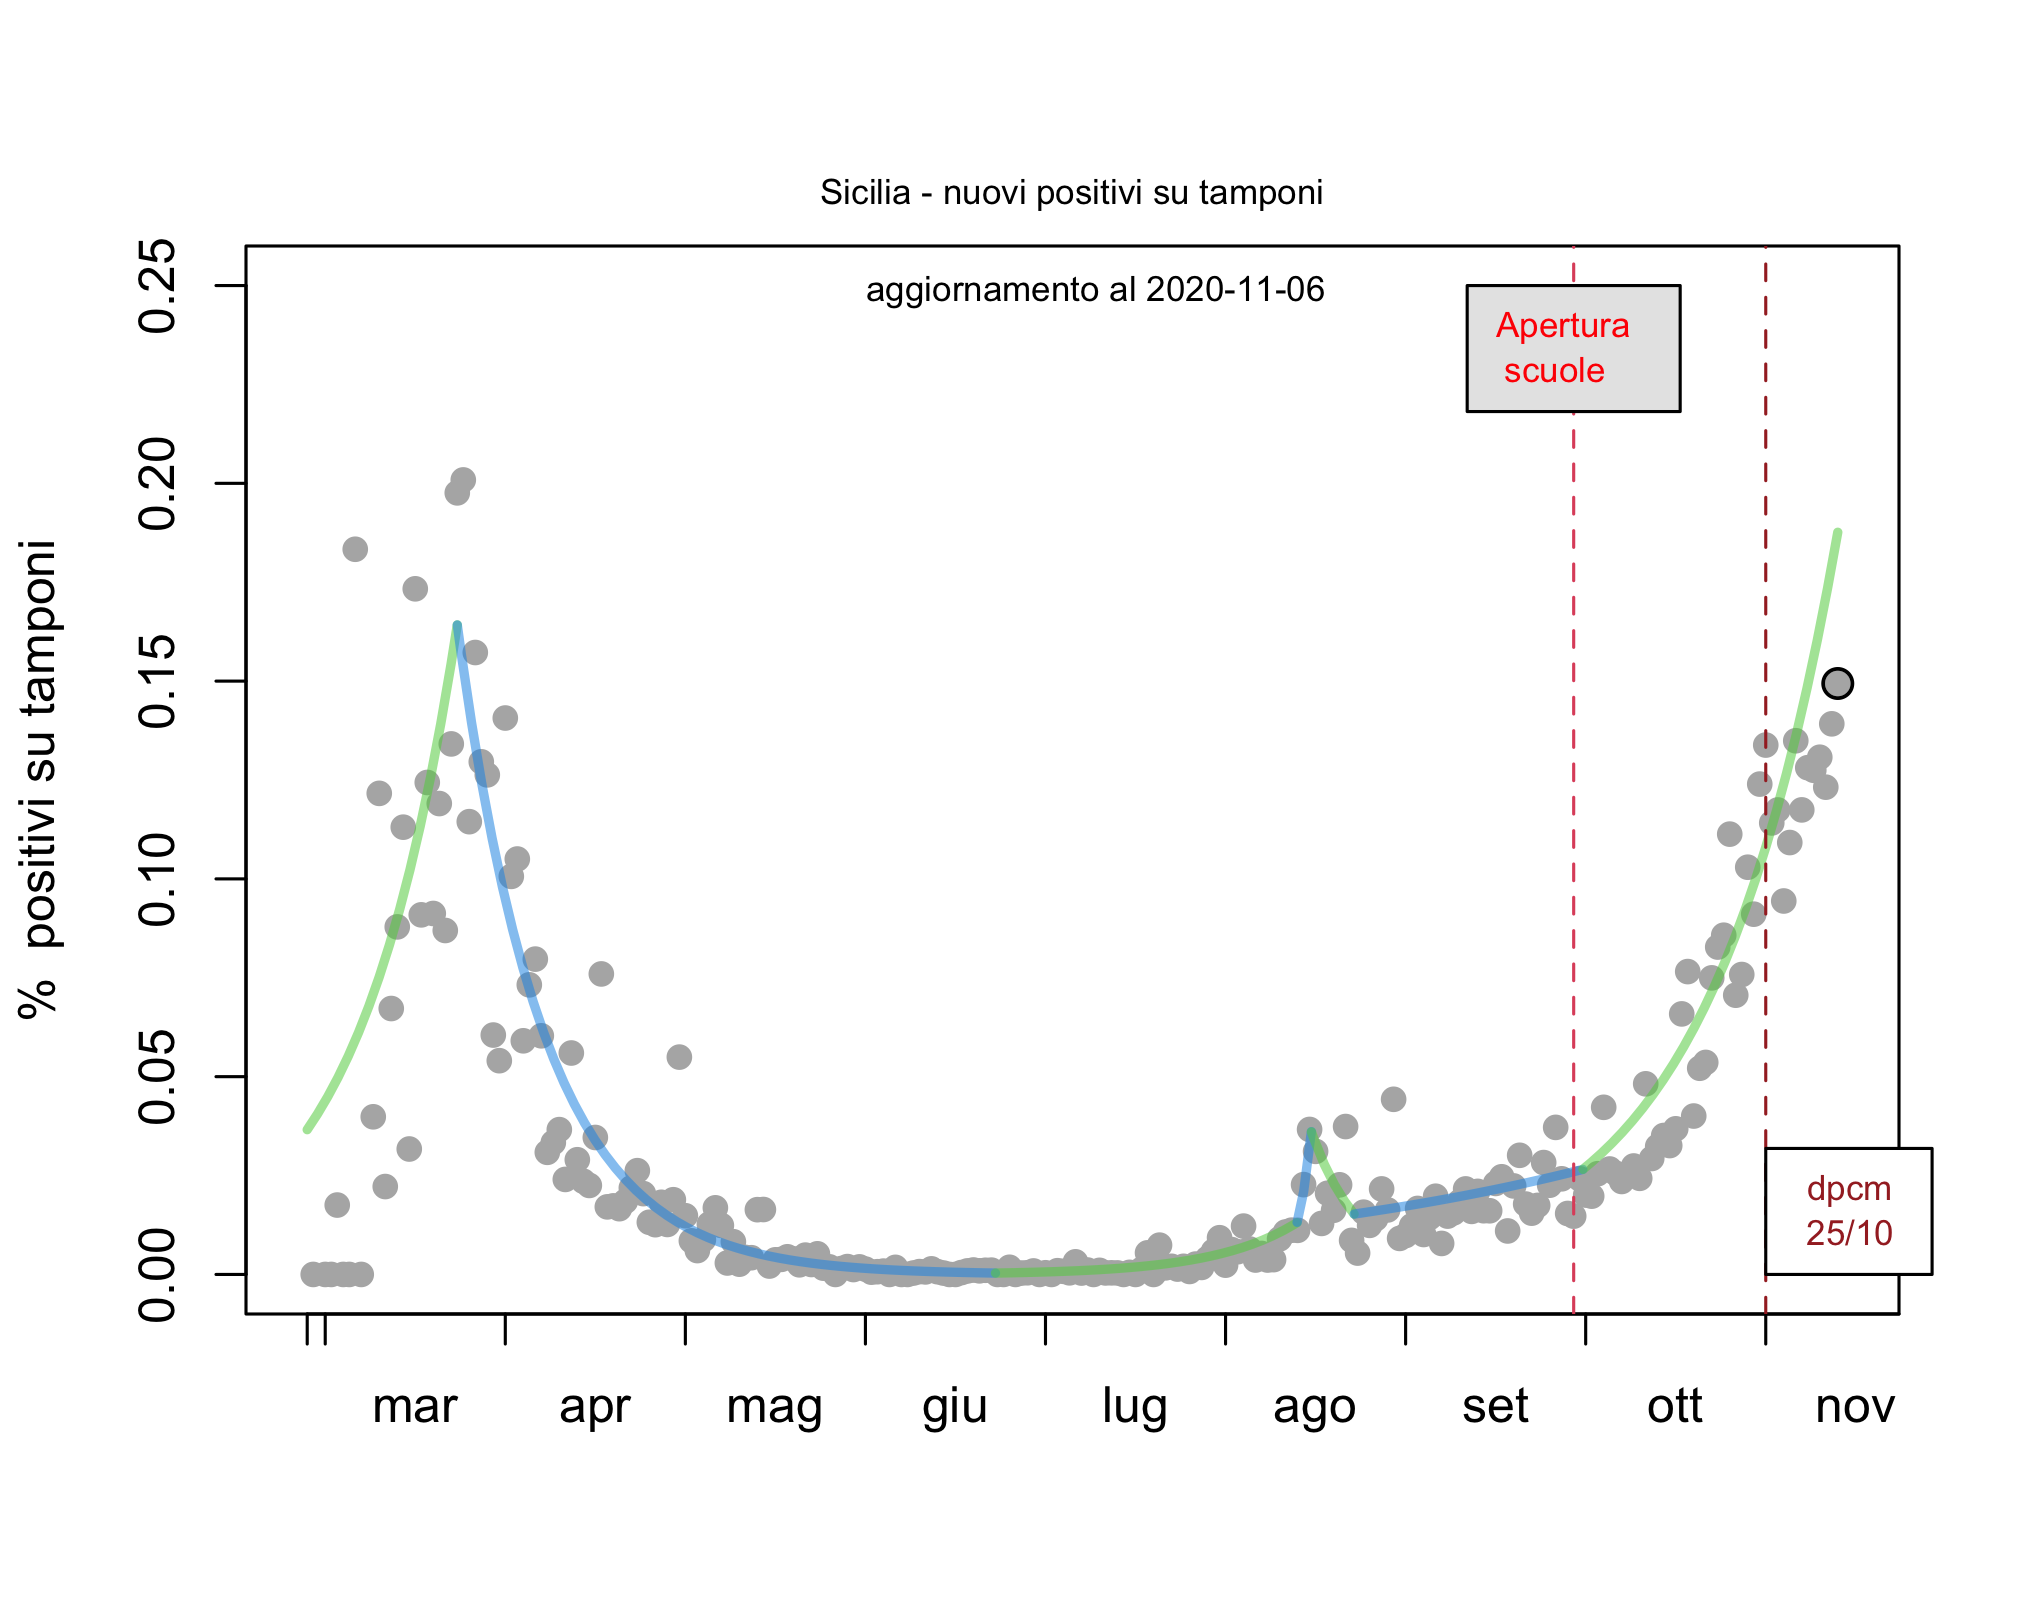 Sicilia - nuovi positivi su tamponi
aggiornamento al 2020-11-06
Apertura
scuole
% positivi su tamponi
0.25
0.20
0.15
0.10
0.05
0.00
dpcm
25/10
mar apr mag giu lug ago set ott nov